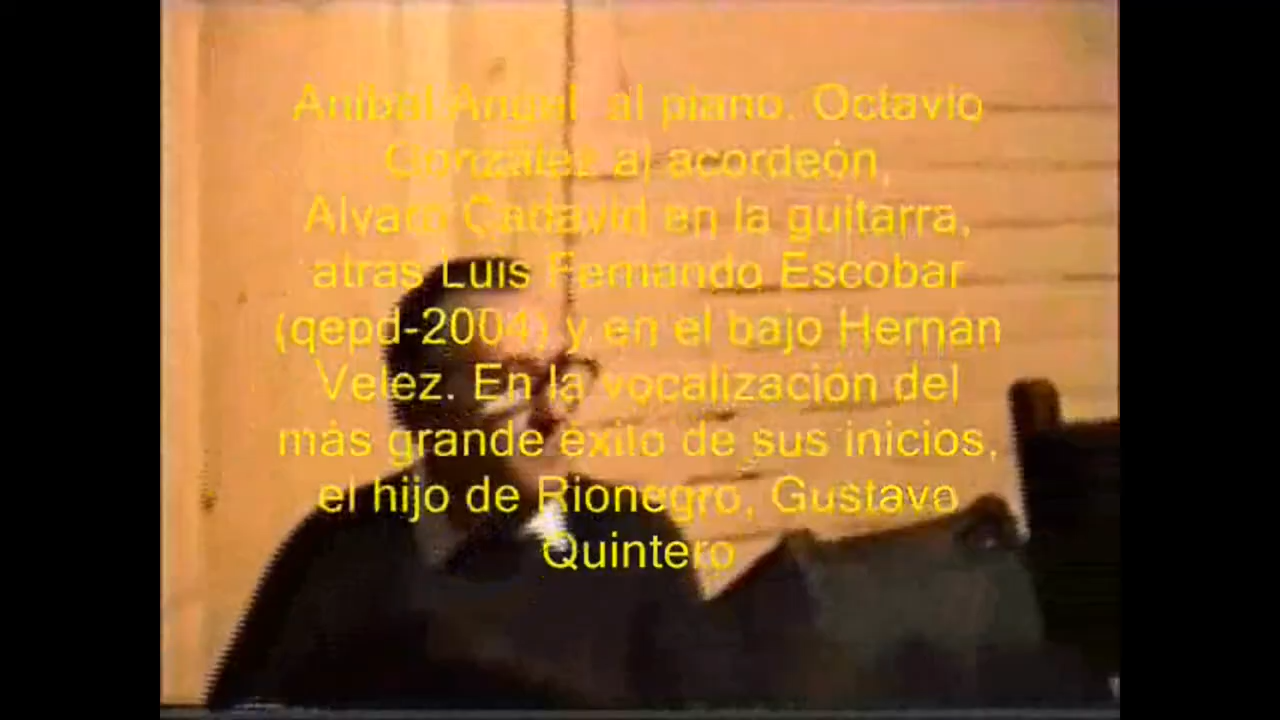 Anibal Angel al piano. Octavio
González al acordeón,
Alvaro Cadavid en la guitarra,
atras Luis Fernando Escobar
(qepd-2004) y en el bajo Hernan
Velez. En la vocalización del
más grande éxito de sus inicios,
el hijo de Rionegro, Gustavo
Quintero